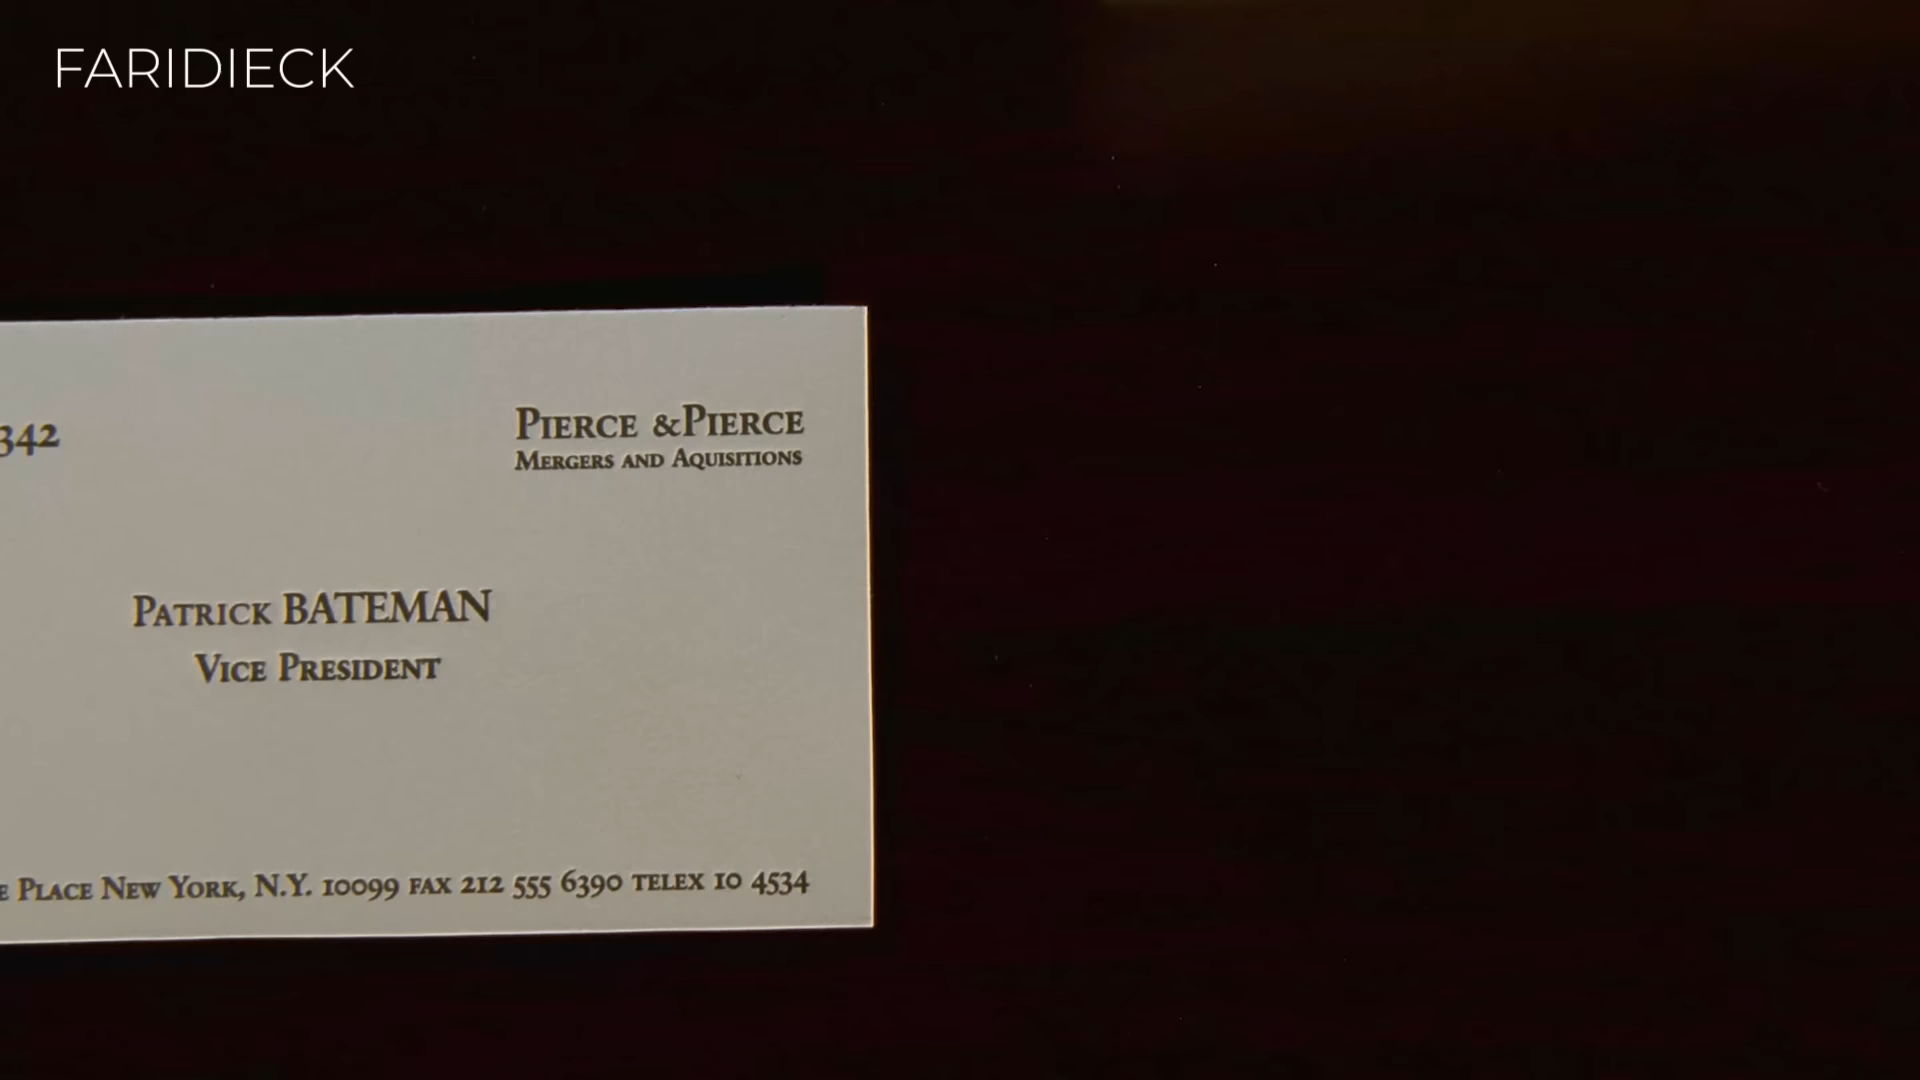 FARIDIECK
342
PIERCE & PIERCE
MERGERS AND AQUISITIONS
PATRICK BATEMAN
VICE PRESIDENT
E PLACE NEW YORK, N.Y. 10099 FAX 212 555 6390 TELEX 10 4534